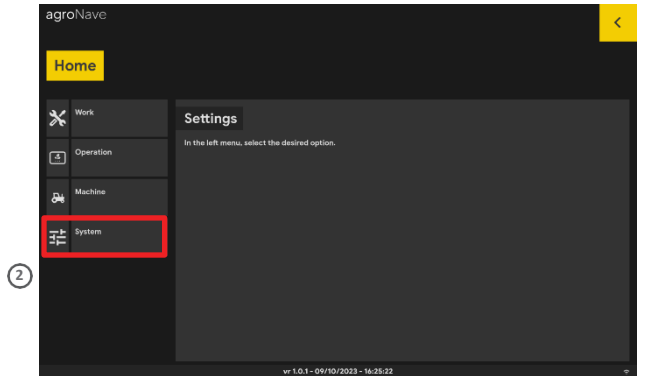 agroNave
Home
Work
Operation
Machine
System
Settings
In the left menu, select the desired option.
2
vr 1.0.1 - 09/10/2023 - 16:25:22